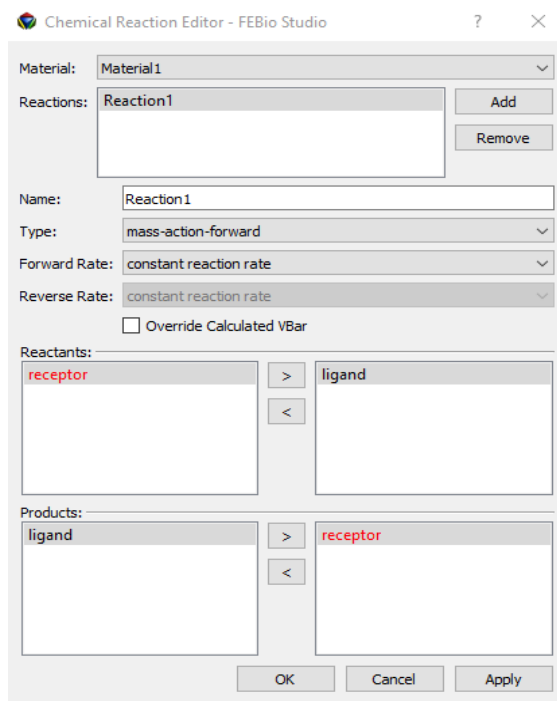 Chemical Reaction Editor - FEBio Studio ?
Material: Material1
Reactions: Reaction1 Add
Remove
Name: Reaction1
Type: mass-action-forward
Forward Rate: constant reaction rate
Reverse Rate: constant reaction rate
Override Calculated VBar
Reactants:
receptor > ligand
<
Products:
ligand > receptor
<
OK Cancel Apply